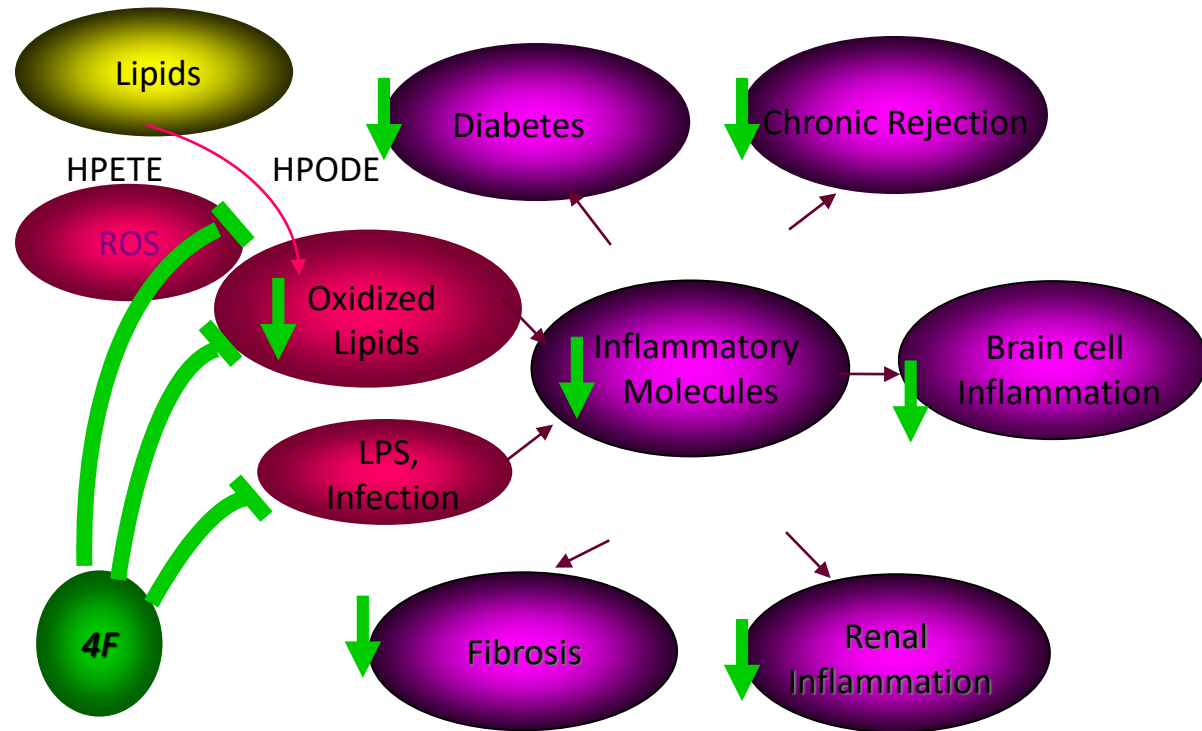 Lipids
Diabetes
Chronic Rejection
HPETE
HPODE
ROS
Oxidized
Lipids
Inflammatory
Molecules
Brain cell
Inflammation
LPS,
Infection
4F
Fibrosis
Renal
Inflammation